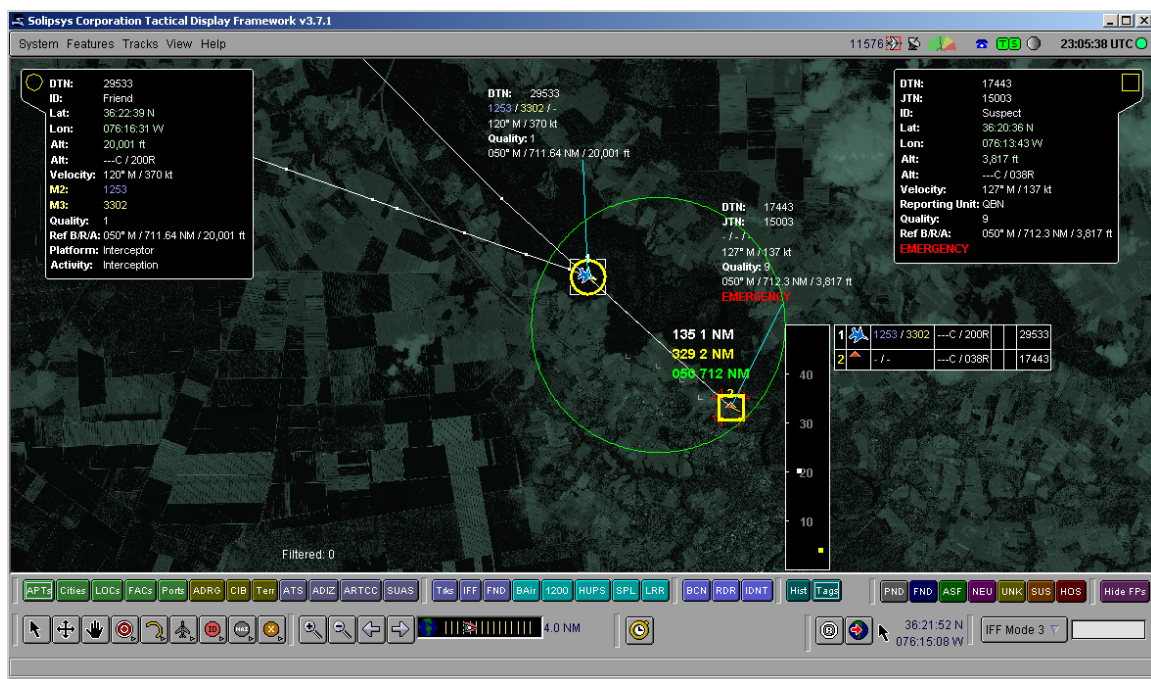 Solipsys Corporation Tactical Display Framework v3.7.1
System Features Tracks View Help
11576
T S
23:05:38 UTC
DTN: 29533
ID: Friend
Lat: 36:22:39 N
Lon: 076:16:31 W
Alt: 20,001 ft
Alt: ---C / 200R
Velocity: 120° M / 370 kt
M2: 1253
M3: 3302
Quality: 1
Ref B/R/A: 050° M / 711.64 NM / 20,001 ft
Platform: Interceptor
Activity: Interception
DTN: 29533
1253 / 3302 / -
120° M / 370 kt
Quality: 1
050° M / 711.64 NM / 20,001 ft
DTN: 17443
JTN: 15003
ID: Suspect
Lat: 36:20:36 N
Lon: 076:13:43 W
Alt: 3,817 ft
Alt: ---C / 038R
Velocity: 127° M / 137 kt
Reporting Unit: QBN
Quality: 9
Ref B/R/A: 050° M / 712.3 NM / 3,817 ft
EMERGENCY
DTN: 17443
JTN: 15003
- / - / -
127° M / 137 kt
Quality: 9
050° M / 712.3 NM / 3,817 ft
EMERGENCY
135 1 NM
329 2 NM
050 712 NM
2
40
30
20
10
1 1253 / 3302 ---C / 200R 29533
2 - / - ---C / 038R 17443
Filtered: 0
APTs Cities LOCs FACs Ports ADRG CIB Terr ATS ADIZ ARTCC SUAS Trks IFF FND BAir 1200 HUPS SPL LRR BCN RDR IDNT Hist Tags PND FND ASF NEU UNK SUS HOS Hide FPs
ID NAI X
4.0 NM
R
36:21:52 N
076:15:08 W
IFF Mode 3